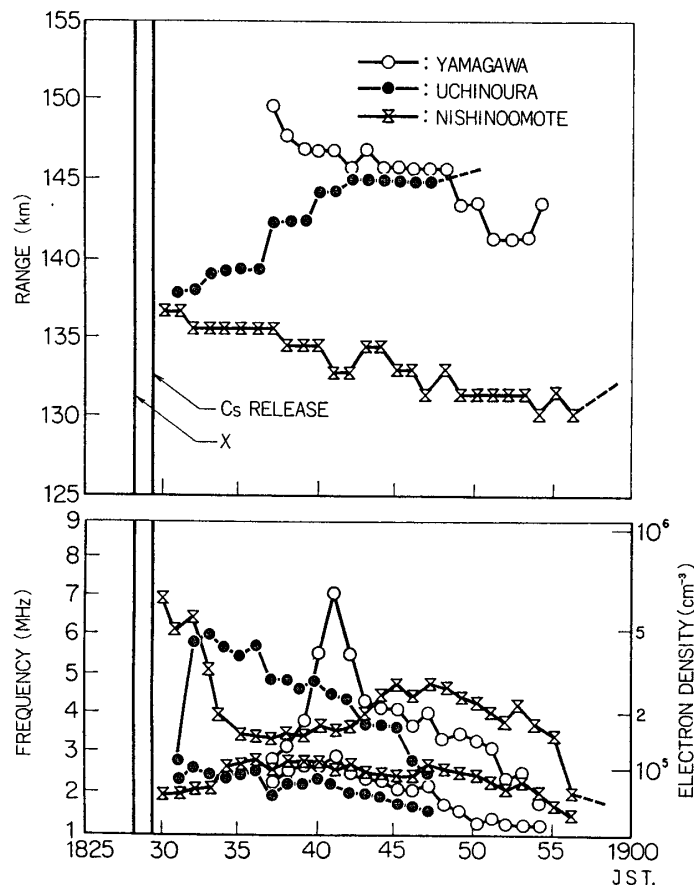 155
150
145
140
135
130
125
RANGE (km)
: YAMAGAWA
: UCHINOURA
: NISHINOOMOTE
Cs RELEASE
X
9
8
7
6
5
4
3
2
1
FREQUENCY (MHz)
10⁶
5
2
10⁵
ELECTRON DENSITY (cm⁻³)
1825 30 35 40 45 50 55 1900
J S T.